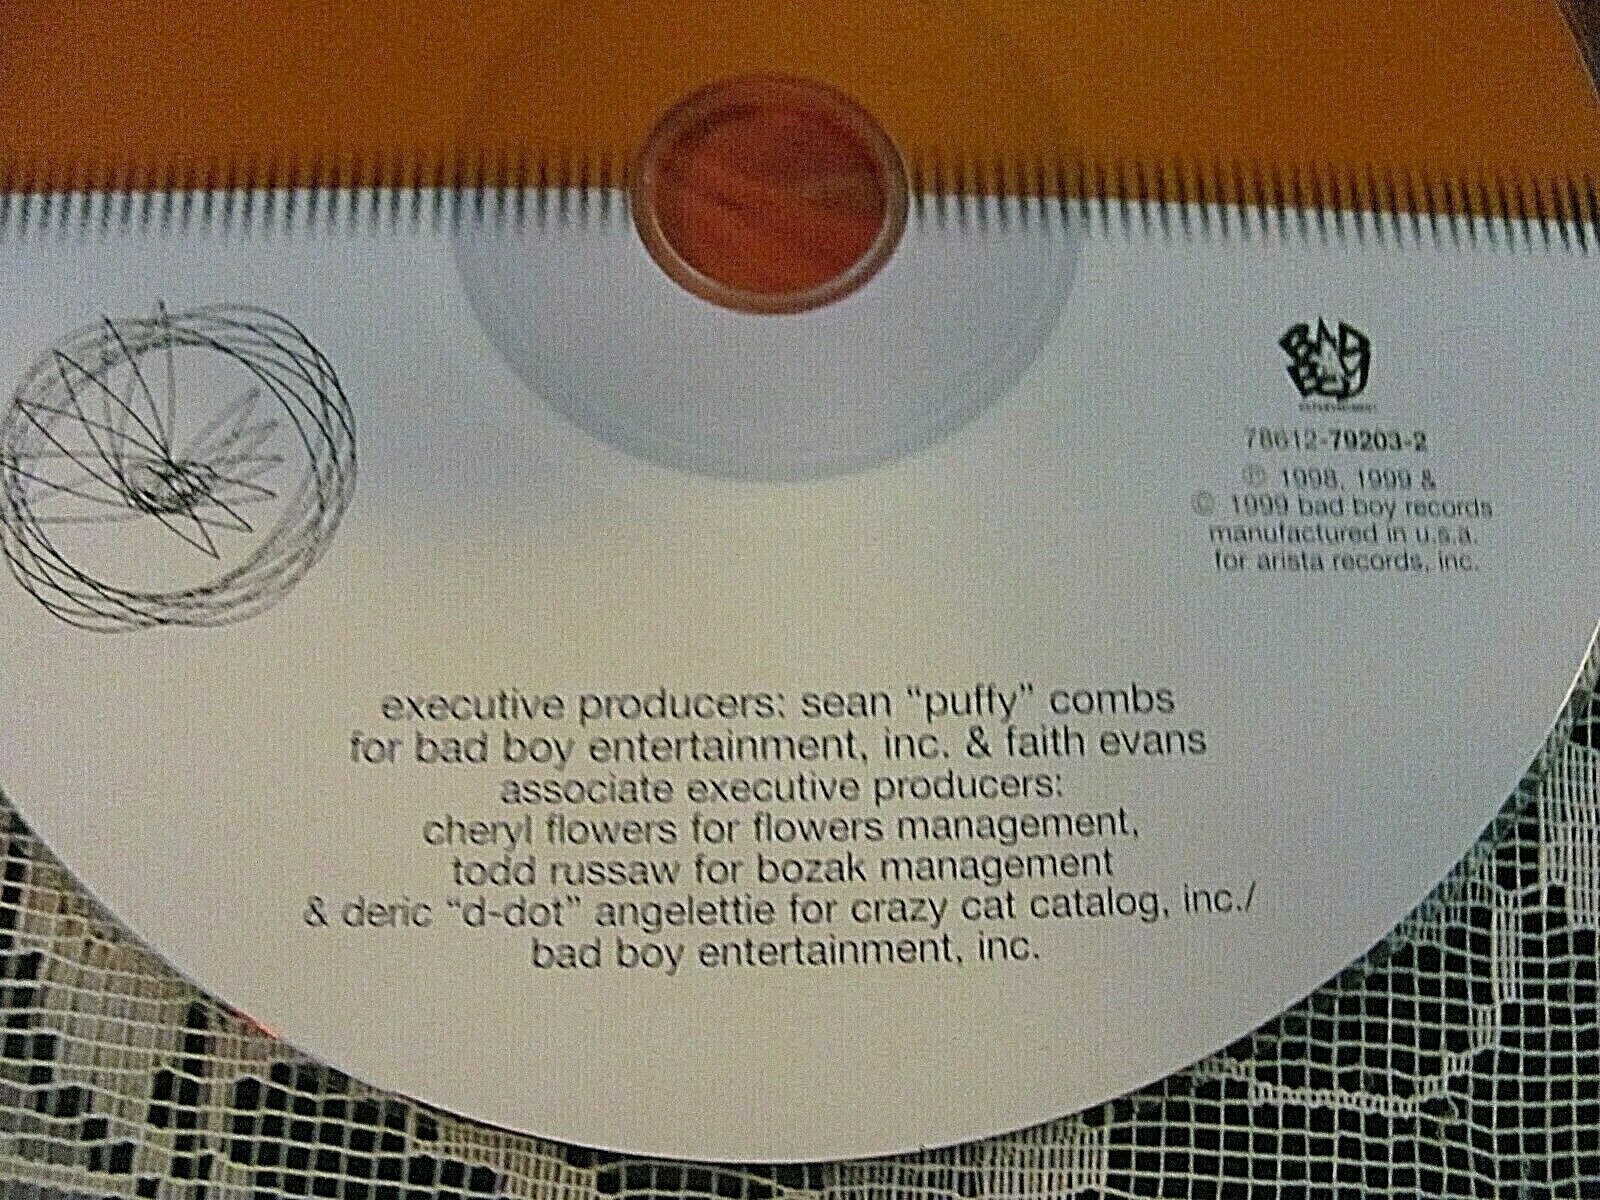 BAD
BOY
78612-79203-2
℗ 1998, 1999 &
© 1999 bad boy records
manufactured in u.s.a.
for arista records, inc.
executive producers: sean “puffy” combs
for bad boy entertainment, inc. & faith evans
associate executive producers:
cheryl flowers for flowers management,
todd russaw for bozak management
& deric “d-dot” angelettie for crazy cat catalog, inc./
bad boy entertainment, inc.